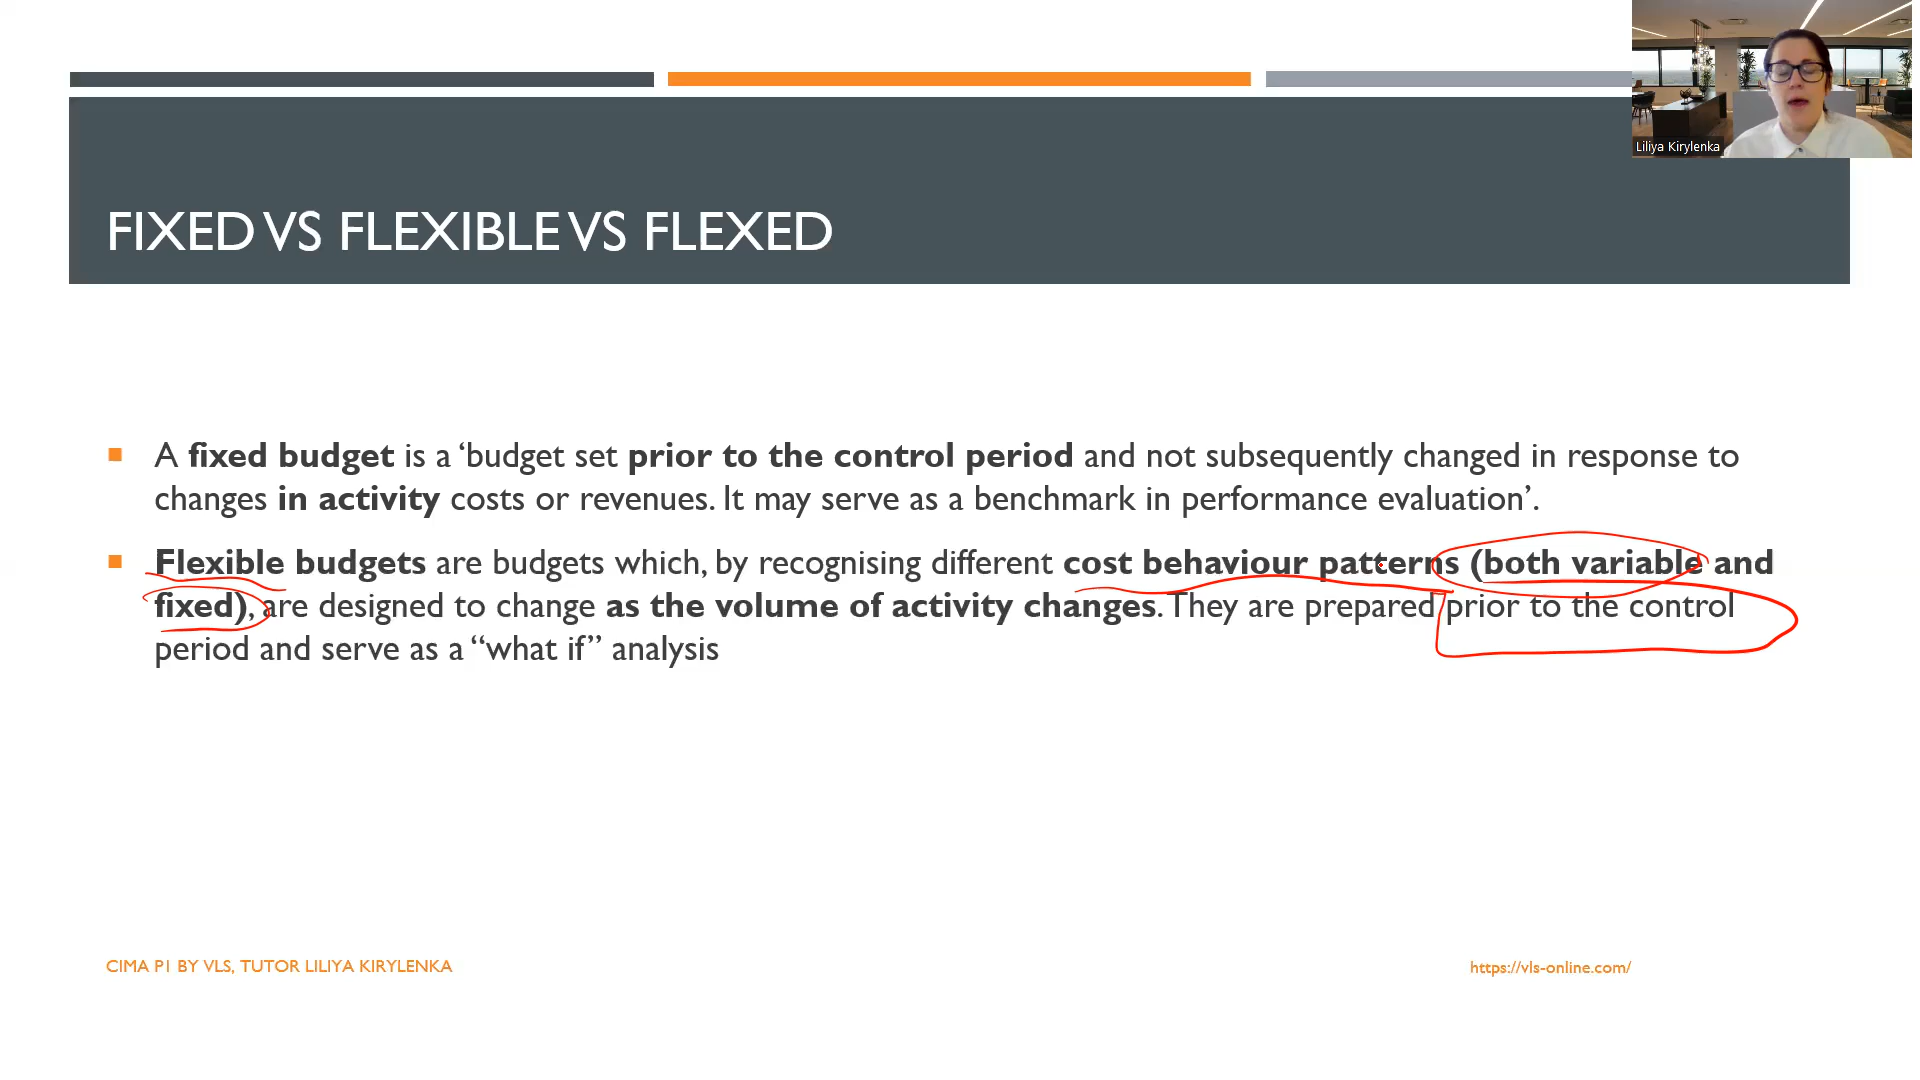 Liliya Kirylenka
FIXED VS FLEXIBLE VS FLEXED
A fixed budget is a ‘budget set prior to the control period and not subsequently changed in response to
changes in activity costs or revenues. It may serve as a benchmark in performance evaluation’.
Flexible budgets are budgets which, by recognising different cost behaviour patterns (both variable and
fixed), are designed to change as the volume of activity changes. They are prepared prior to the control
period and serve as a “what if” analysis
CIMA P1 BY VLS, TUTOR LILIYA KIRYLENKA
https://vls-online.com/